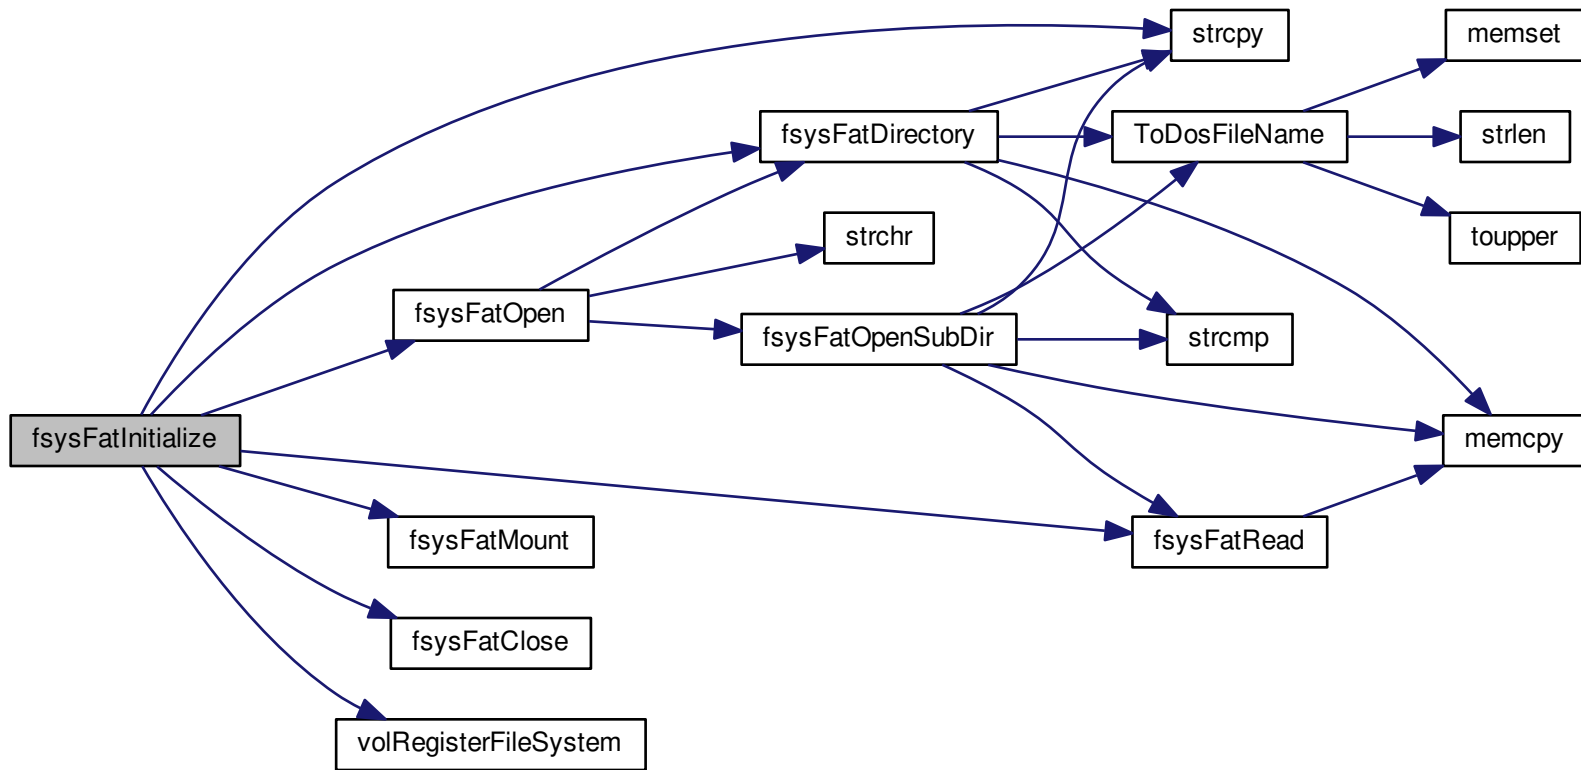 strcpy
memset
fsysFatDirectory
ToDosFileName
strlen
strchr
toupper
fsysFatOpen
fsysFatOpenSubDir
strcmp
fsysFatInitialize
memcpy
fsysFatMount
fsysFatRead
fsysFatClose
volRegisterFileSystem